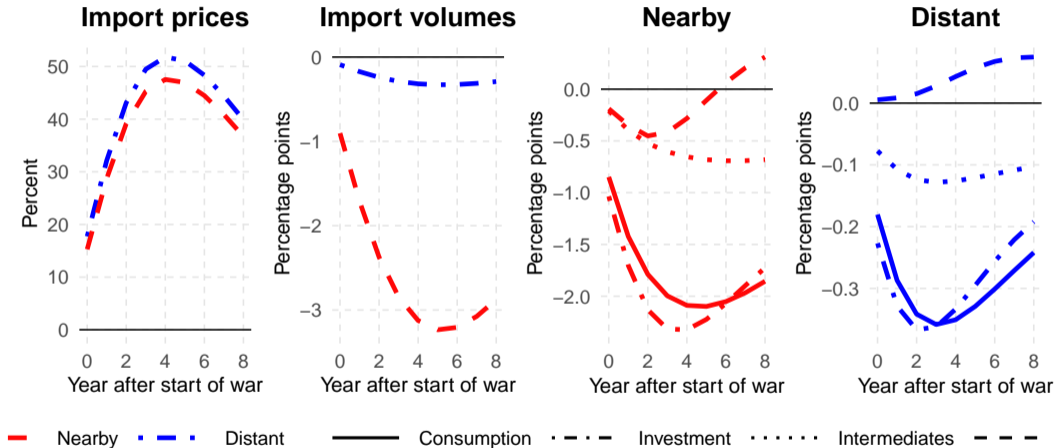 Import prices
Import volumes
Nearby
Distant
Percent
50
40
30
20
10
0
0 2 4 6 8
Year after start of war
Percentage points
0
−1
−2
−3
0 2 4 6 8
Year after start of war
Percentage points
0.0
−0.5
−1.0
−1.5
−2.0
0 2 4 6 8
Year after start of war
Percentage points
0.0
−0.1
−0.2
−0.3
0 2 4 6 8
Year after start of war
Nearby Distant Consumption Investment Intermediates